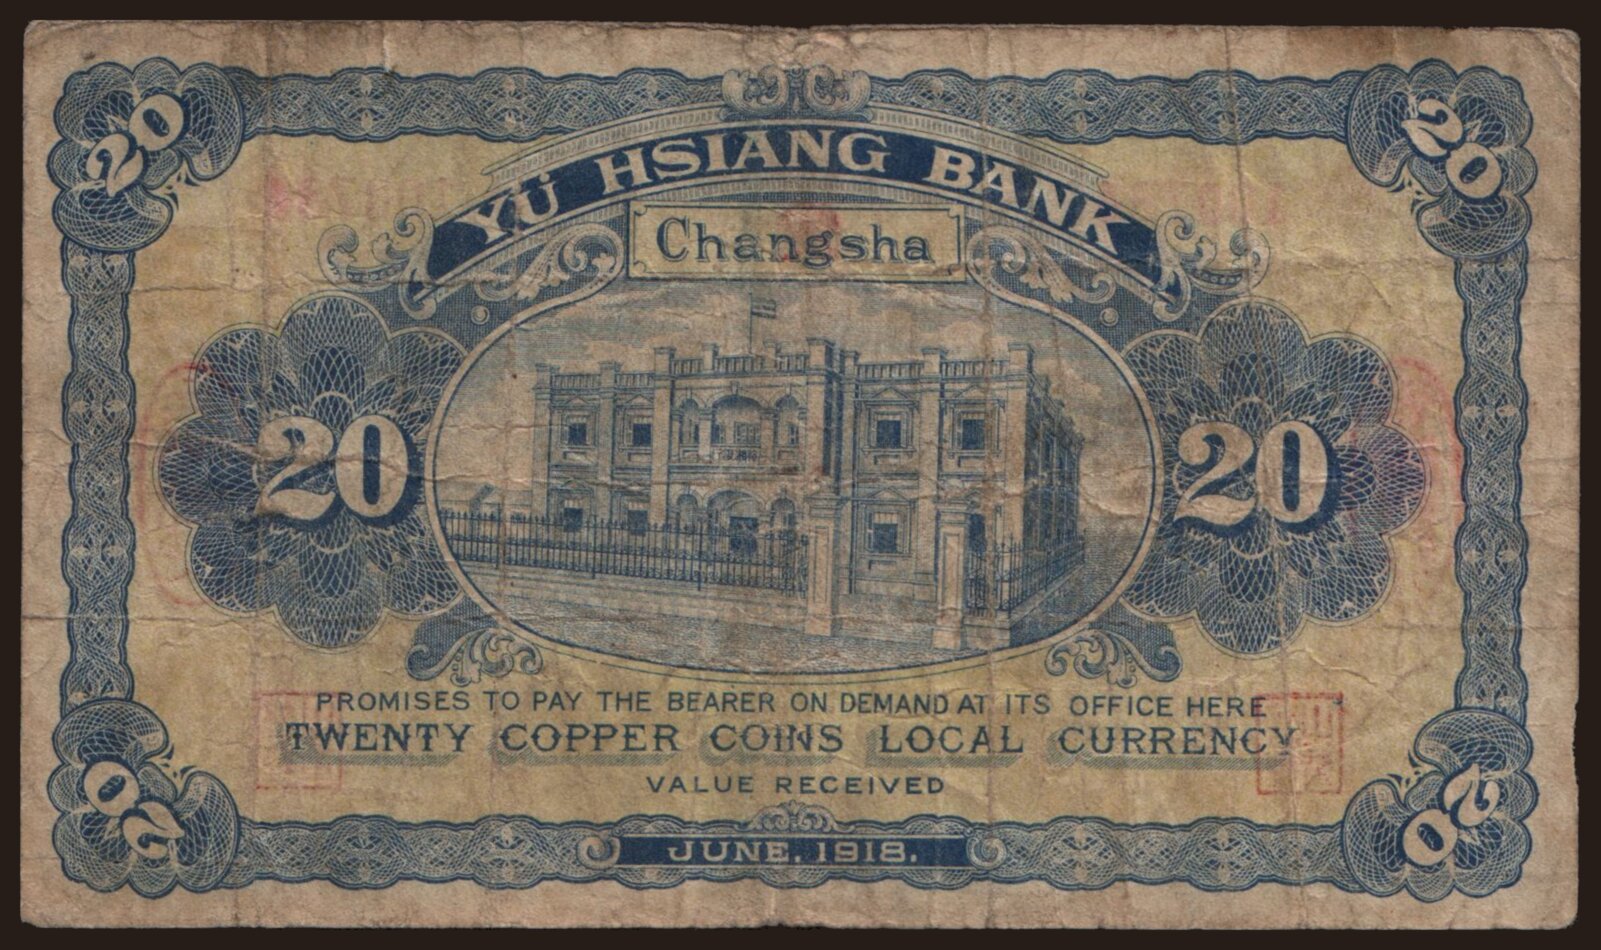 20 20
YÜ HSIANG BANK
Changsha
20 20
PROMISES TO PAY THE BEARER ON DEMAND AT ITS OFFICE HERE
TWENTY COPPER COINS LOCAL CURRENCY
VALUE RECEIVED
20 20
JUNE. 1918.